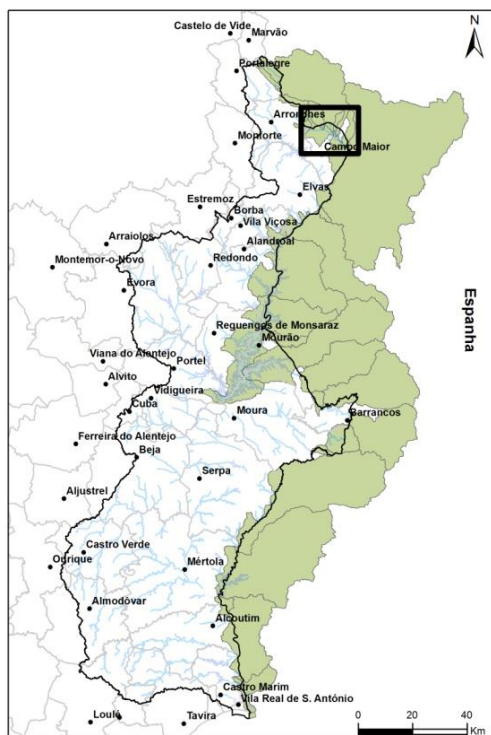 N
Castelo de Vide
Marvão
Portalegre
Arronches
Monforte
Campo Maior
Elvas
Estremoz
Borba
Vila Viçosa
Arraiolos
Alandroal
Montemor-o-Novo
Redondo
Évora
Espanha
Reguengos de Monsaraz
Mourão
Viana do Alentejo
Portel
Alvito
Vidigueira
Cuba
Moura
Barrancos
Ferreira do Alentejo
Beja
Serpa
Aljustrel
Castro Verde
Ourique
Mértola
Almodôvar
Alcoutim
Castro Marim
Vila Real de S. António
Loulé
Tavira
0 20 40
Km